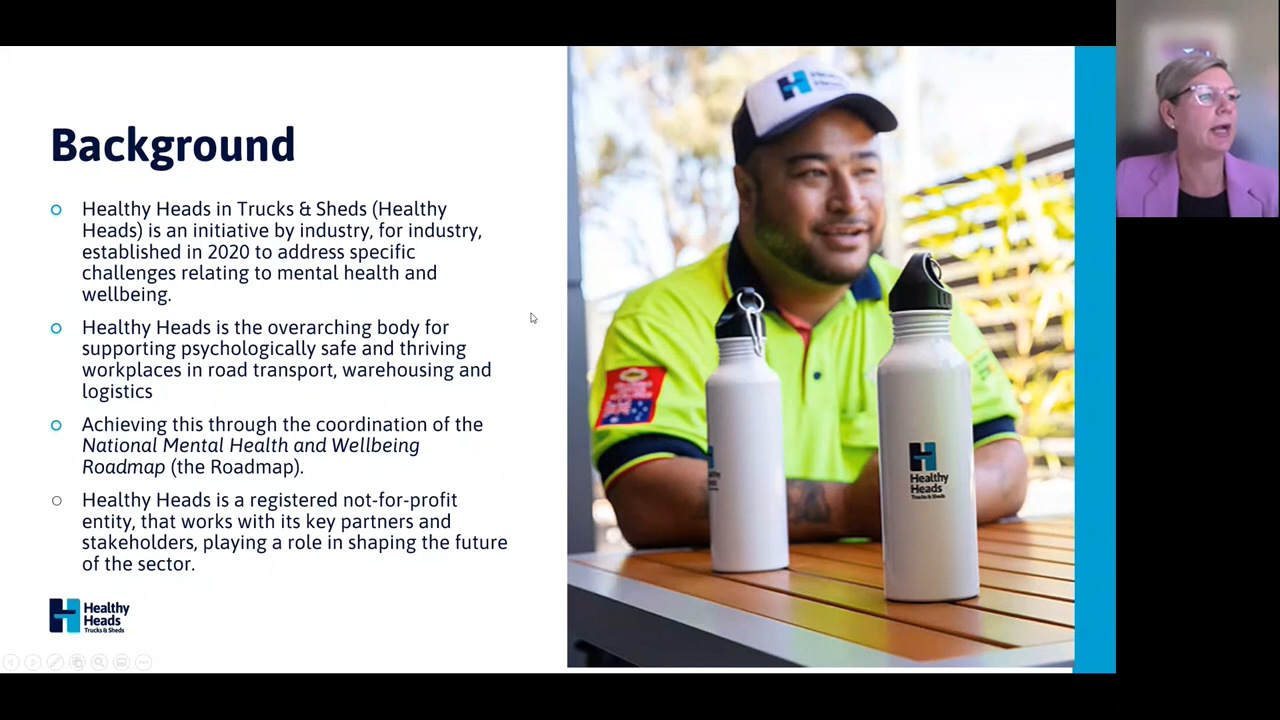 Background
Healthy Heads in Trucks & Sheds (Healthy
Heads) is an initiative by industry, for industry,
established in 2020 to address specific
challenges relating to mental health and
wellbeing.
Healthy Heads is the overarching body for
supporting psychologically safe and thriving
workplaces in road transport, warehousing and
logistics
Achieving this through the coordination of the
National Mental Health and Wellbeing
Roadmap (the Roadmap).
Healthy Heads is a registered not-for-profit
entity, that works with its key partners and
stakeholders, playing a role in shaping the future
of the sector.
Healthy
Heads
Trucks & Sheds
Healthy
Heads
Trucks & Sheds